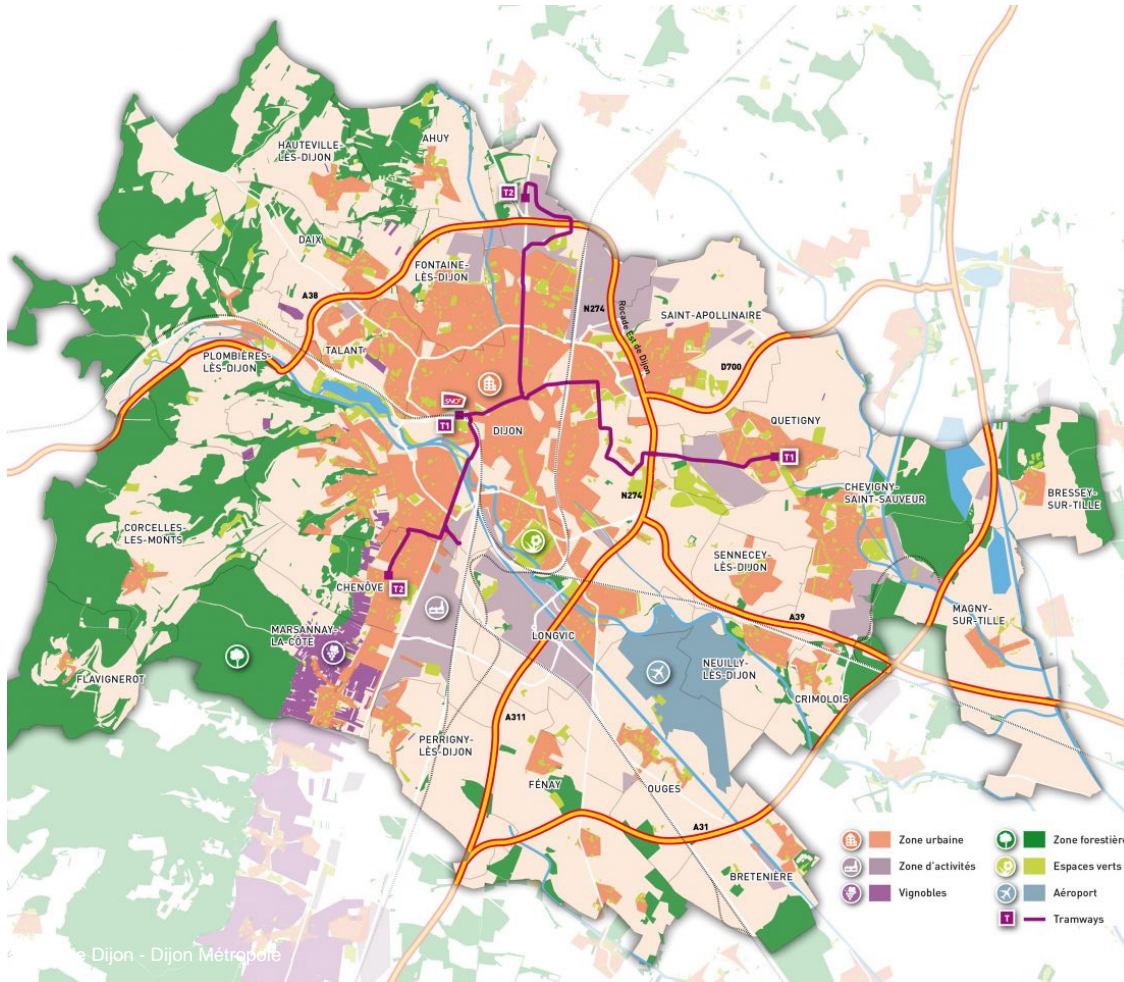 AHUY
HAUTEVILLE-
LÈS-DIJON
T2
DAIX
FONTAINE-
LÈS-DIJON
A38
N274
Rocade Est de Dijon
SAINT-APOLLINAIRE
TALANT
PLOMBIÈRES-
LÈS-DIJON
D700
SNCF
T1
DIJON
QUETIGNY
T1
N274
CHEVIGNY-
SAINT-SAUVEUR
BRESSEY-
SUR-TILLE
CORCELLES-
LES-MONTS
SENNECEY-
LÈS-DIJON
CHENÔVE
T2
MAGNY-
SUR-TILLE
A39
MARSANNAY-
LA-CÔTE
LONGVIC
NEUILLY-
LÈS-DIJON
FLAVIGNEROT
CRIMOLOIS
A311
PERRIGNY-
LÈS-DIJON
FÉNAY
OUGES
A31
BRETENIÈRE
Zone urbaine
Zone forestière
Zone d'activités
Espaces verts
Vignobles
Aéroport
T
Tramways
de Dijon - Dijon Métropole